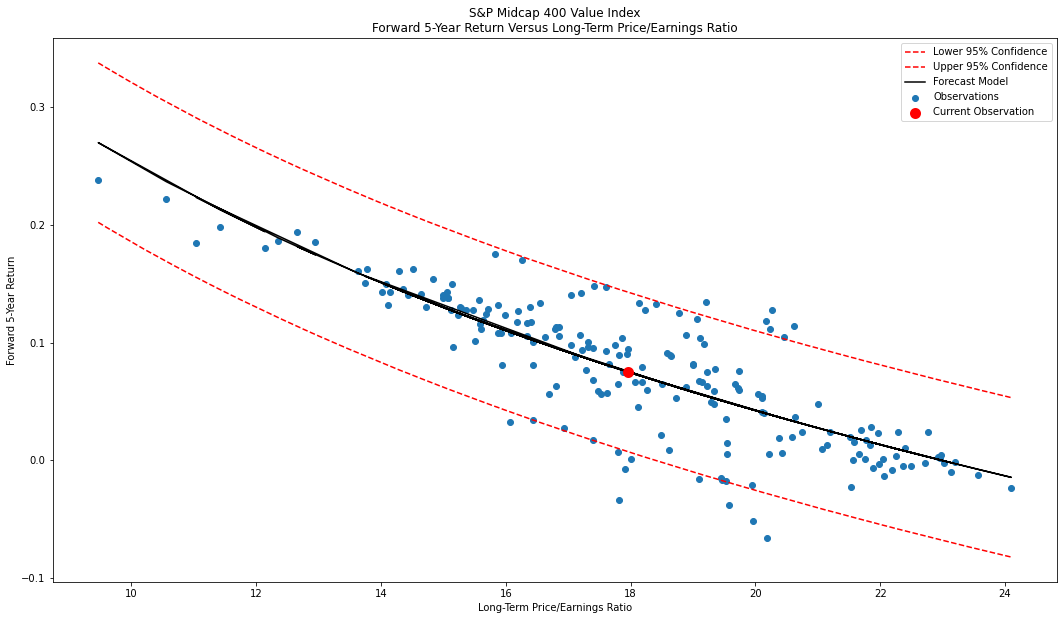 S&P Midcap 400 Value Index
Forward 5-Year Return Versus Long-Term Price/Earnings Ratio
Lower 95% Confidence
Upper 95% Confidence
Forecast Model
Observations
Current Observation
Forward 5-Year Return
0.3
0.2
0.1
0.0
−0.1
10 12 14 16 18 20 22 24
Long-Term Price/Earnings Ratio